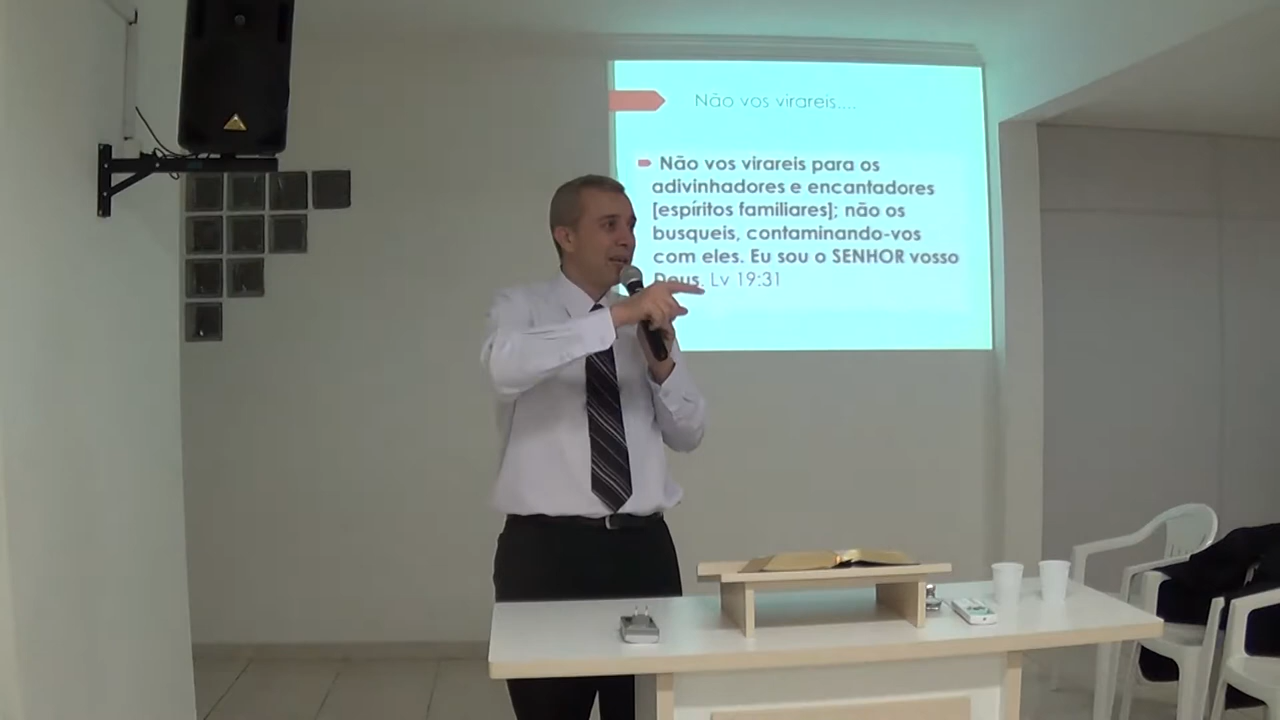 Não vos virareis....
Não vos virareis para os
adivinhadores e encantadores
[espíritos familiares]; não os
busqueis, contaminando-vos
com eles. Eu sou o SENHOR vosso
Deus. Lv 19:31